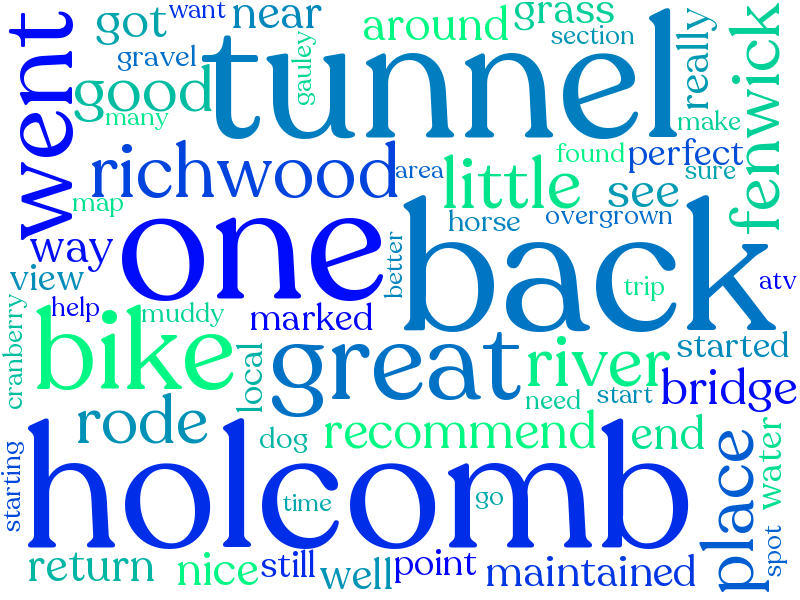 went
got
want
near
gravel
good
many
tunnel
gauley
around
grass
section
really
fenwick
make
richwood
area
little
found
perfect
sure
see
map
one
way
horse
overgrown
better
back
trip
atv
view
help
muddy
marked
cranberry
bike
local
great
river
started
bridge
need
start
rode
dog
recommend
end
place
water
starting
holcomb
time
go
spot
return
nice
still
well
point
maintained